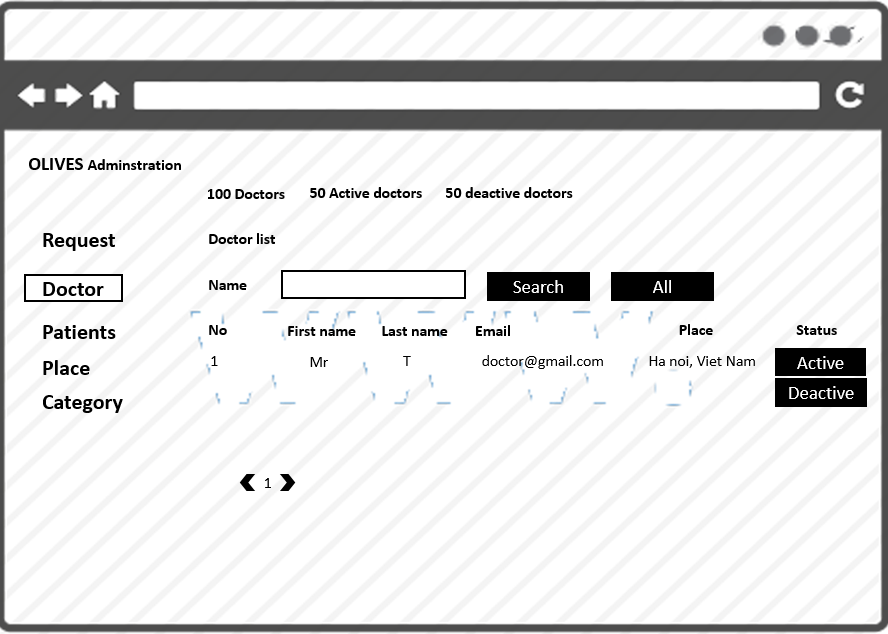 OLIVES Adminstration
100 Doctors 50 Active doctors 50 deactive doctors
Request
Doctor list
Doctor
Name Search All
Patients
No First name Last name Email Place Status
1 Mr T doctor@gmail.com Ha noi, Viet Nam Active
Place
Deactive
Category
1